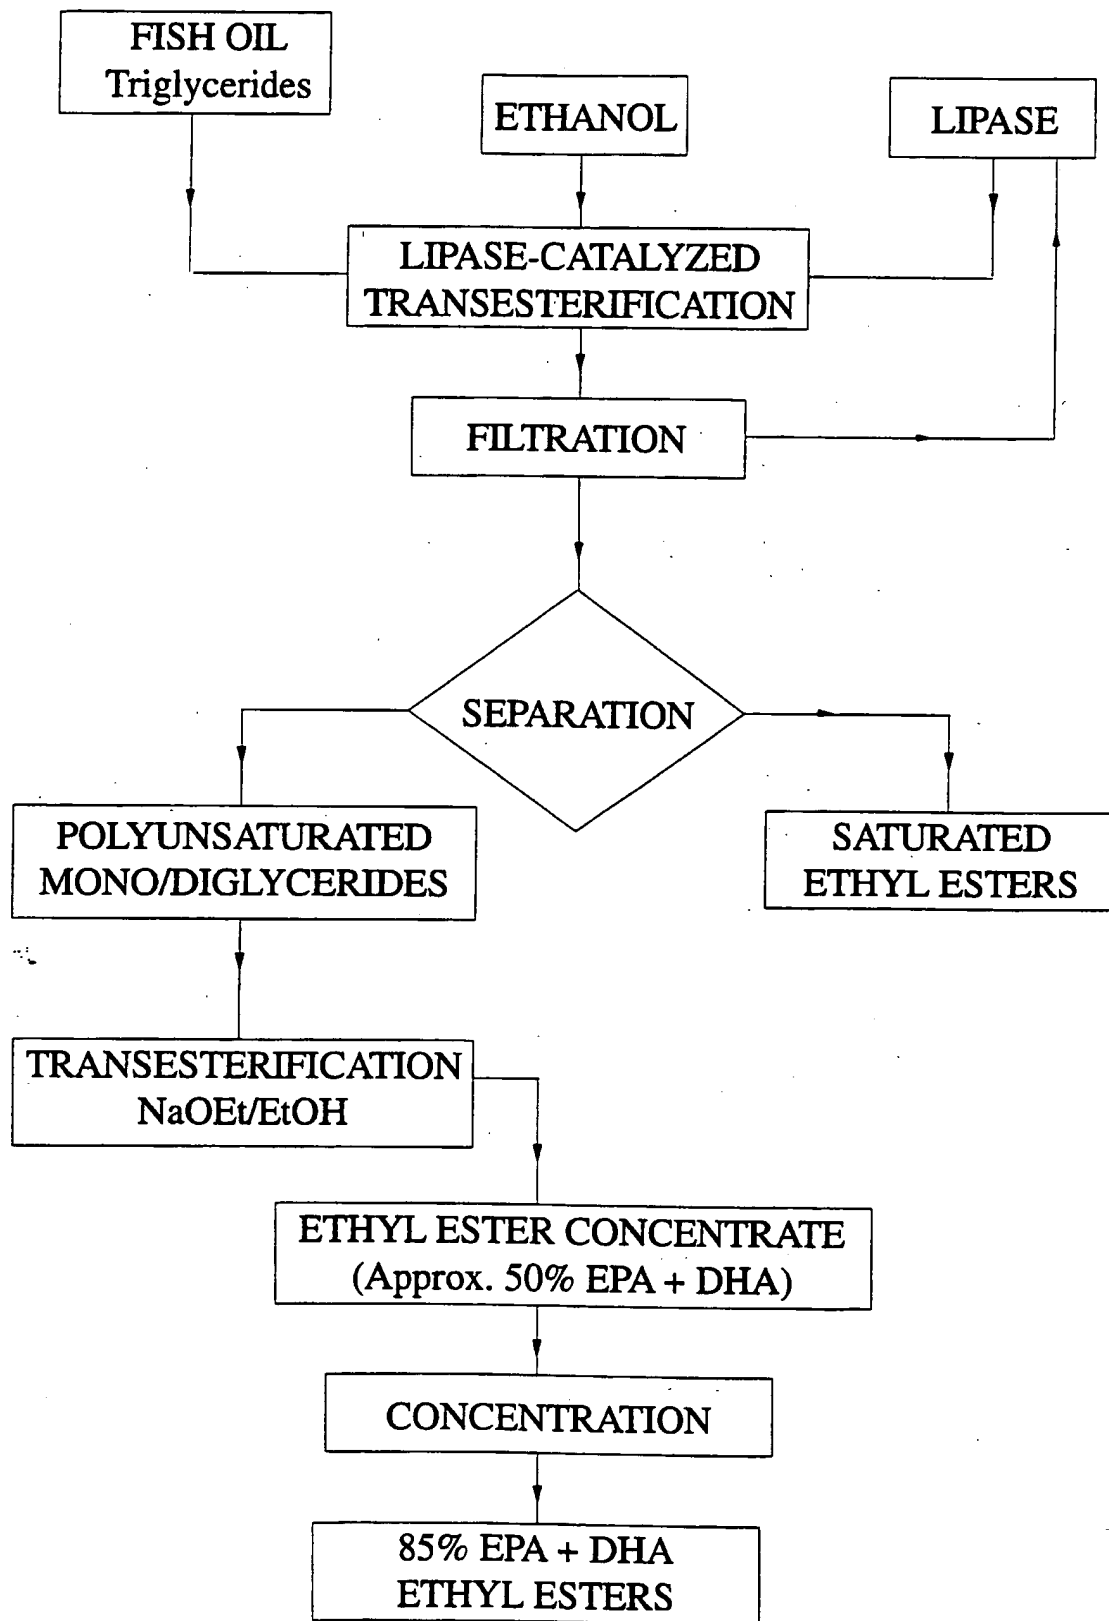 FISH OIL
Triglycerides
ETHANOL
LIPASE
LIPASE-CATALYZED
TRANSESTERIFICATION
FILTRATION
SEPARATION
POLYUNSATURATED
MONO/DIGLYCERIDES
SATURATED
ETHYL ESTERS
TRANSESTERIFICATION
NaOEt/EtOH
ETHYL ESTER CONCENTRATE
(Approx. 50% EPA + DHA)
CONCENTRATION
85% EPA + DHA
ETHYL ESTERS